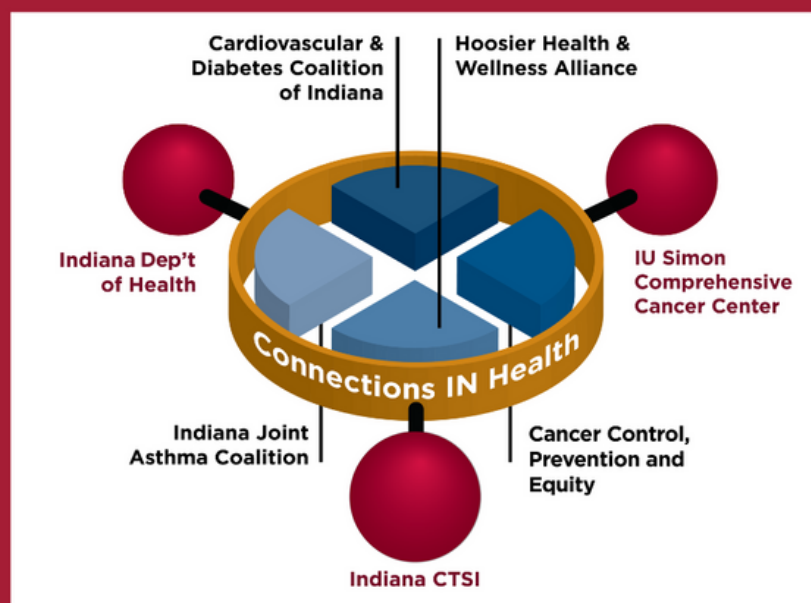 Cardiovascular &
Diabetes Coalition
of Indiana
Hoosier Health &
Wellness Alliance
Indiana Dep't
of Health
IU Simon
Comprehensive
Cancer Center
Connections IN Health
Indiana Joint
Asthma Coalition
Cancer Control,
Prevention and
Equity
Indiana CTSI